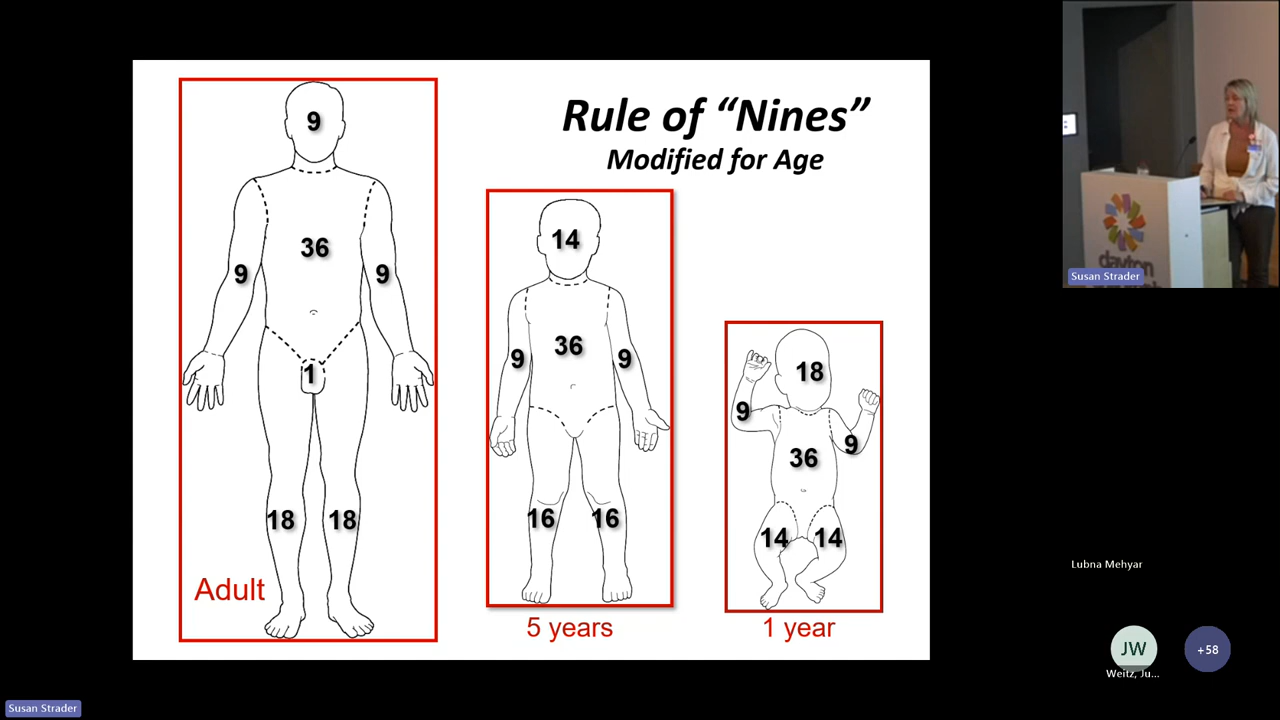 Rule of “Nines”
Modified for Age
9
36
9
9
1
18
18
Adult
14
36
9
9
16
16
5 years
18
9
9
36
14
14
1 year
dayton
Susan Strader
Lubna Mehyar
JW
Weitz, Ju...
+58
Susan Strader